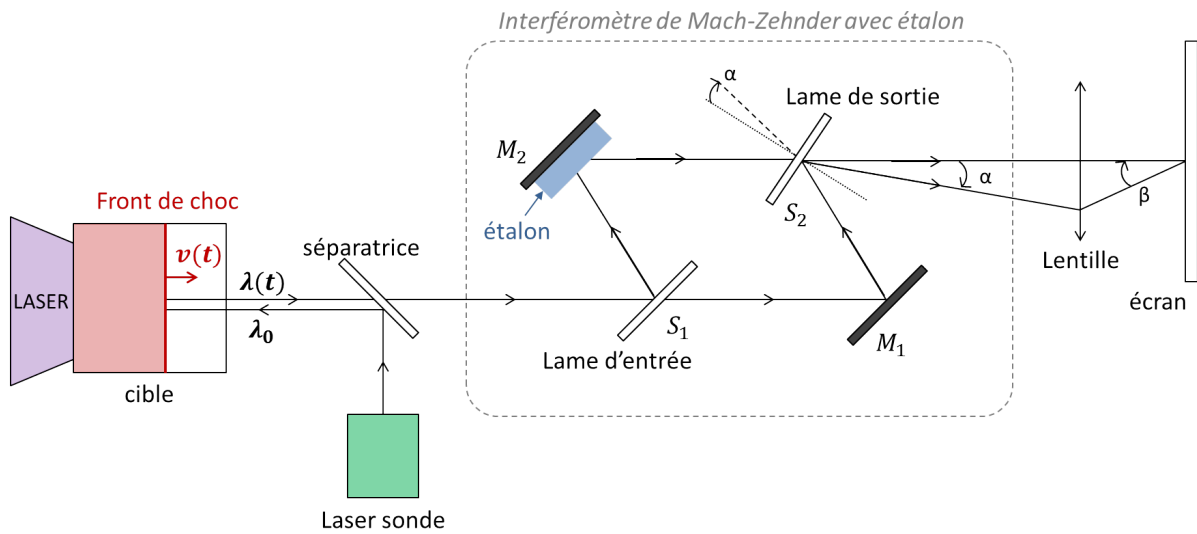 Interféromètre de Mach-Zehnder avec étalon
α
Lame de sortie
M₂
Front de choc
v(t)
étalon
S₂
α
β
Lentille
écran
séparatrice
LASER
λ(t)
λ₀
S₁
M₁
Lame d'entrée
cible
Laser sonde